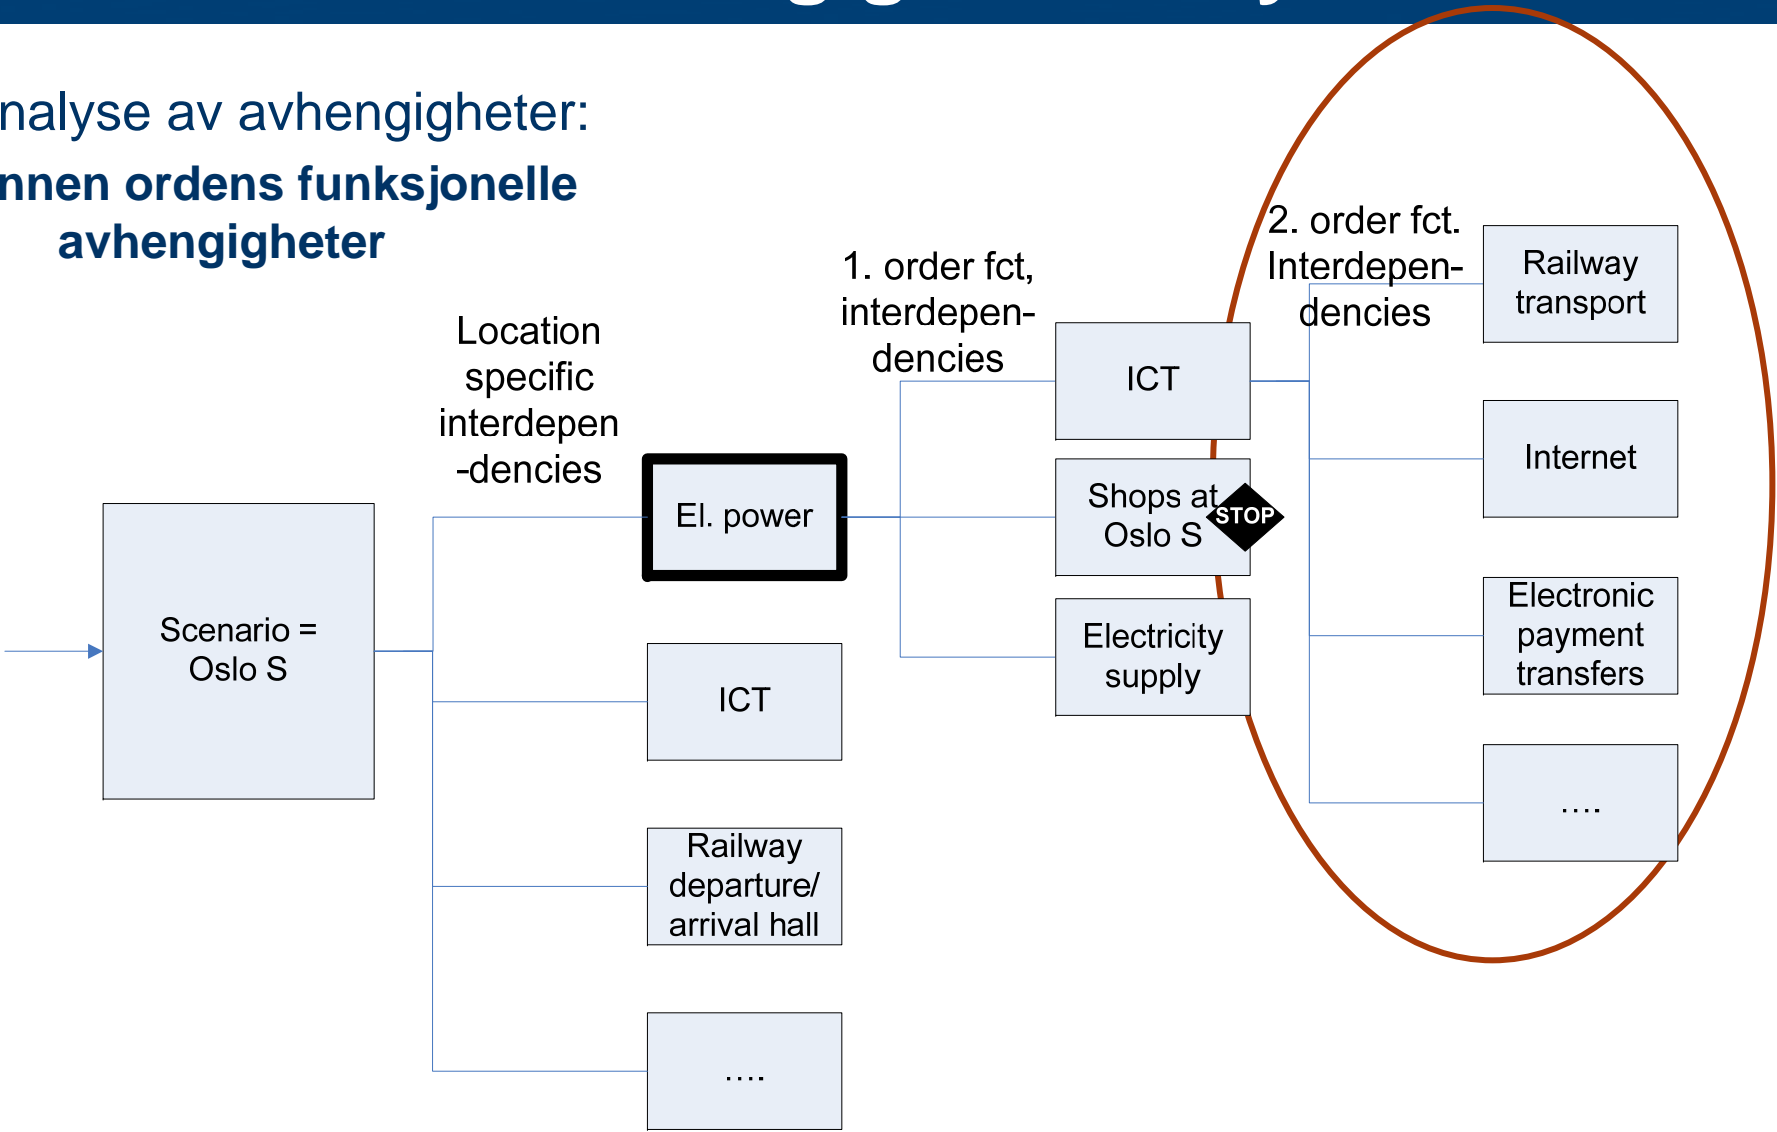 nalyse av avhengigheter:
nnen ordens funksjonelle
avhengigheter
Location
specific
interdepen
-dencies
1. order fct,
interdepen-
dencies
2. order fct.
Interdepen-
dencies
Scenario =
Oslo S
El. power
ICT
Railway
departure/
arrival hall
....
ICT
Shops at
Oslo S
STOP
Electricity
supply
Railway
transport
Internet
Electronic
payment
transfers
....